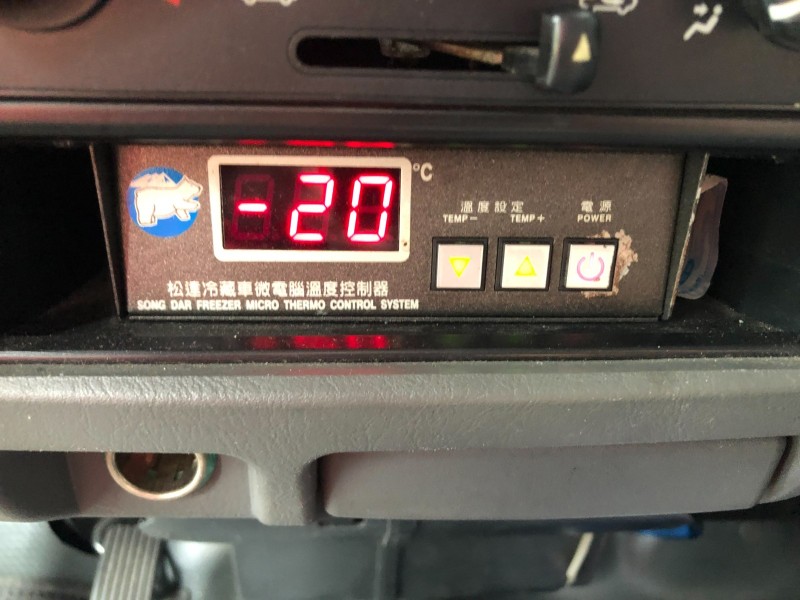 -20
°C
溫度設定
TEMP－ TEMP＋
電源
POWER
松達冷藏車微電腦溫度控制器
SONG DAR FREEZER MICRO THERMO CONTROL SYSTEM